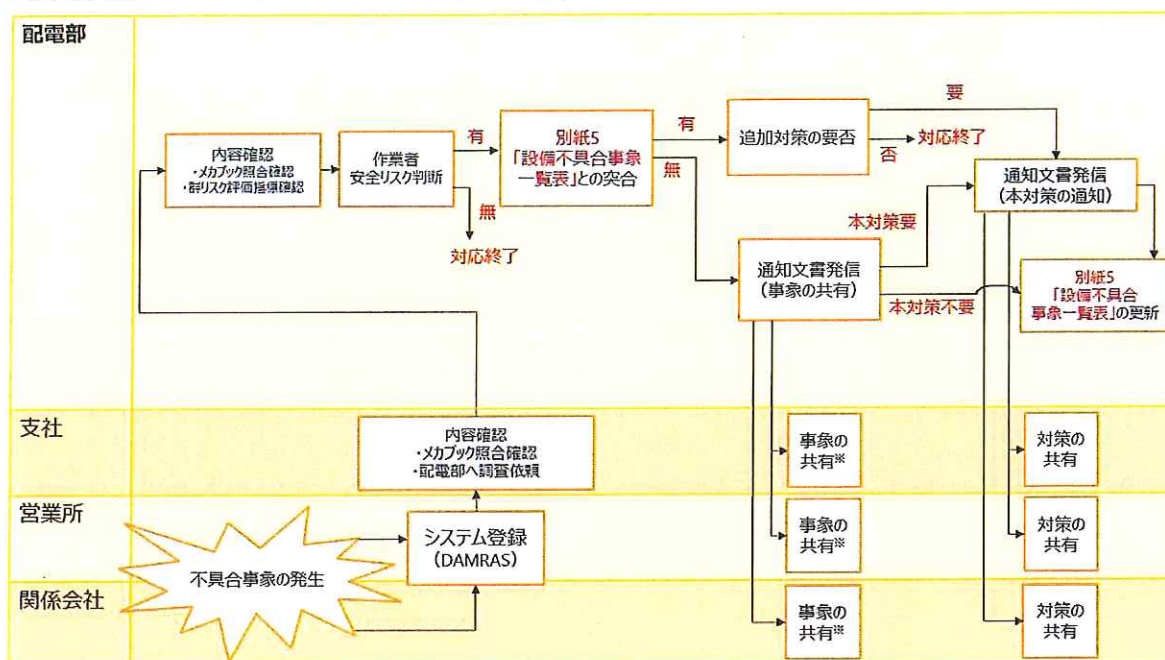 配電部
要
有
有
追加対策の要否
対応終了
否
内容確認
・メカブック照合確認
・群リスク評価指標確認
作業者
安全リスク判断
別紙5
「設備不具合事象
一覧表」との突合
無
無
対応終了
通知文書発信
(本対策の通知)
本対策要
通知文書発信
(事象の共有)
本対策不要
別紙5
「設備不具合
事象一覧表」の更新
支社
内容確認
・メカブック照合確認
・配電部へ調査依頼
事象の
共有※
対策の
共有
営業所
システム登録
(DAMRAS)
事象の
共有※
対策の
共有
不具合事象の発生
関係会社
事象の
共有※
対策の
共有